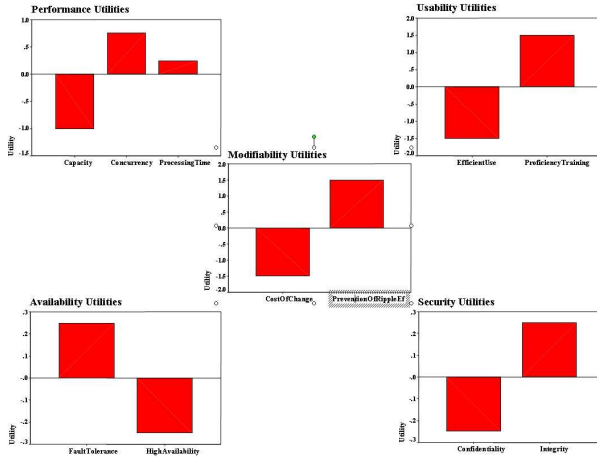 Performance Utilities
1.0
.5
0.0
-.5
-1.0
-1.5
Utility
Capacity
Concurrency
ProcessingTime
Usability Utilities
2.0
1.5
1.0
.5
0.0
-.5
-1.0
-1.5
-2.0
Utility
EfficientUse
ProficiencyTraining
Modifiability Utilities
2.0
1.5
1.0
.5
0.0
-.5
-1.0
-1.5
-2.0
Utility
CostOfChange
PreventionOfRippleEf
Availability Utilities
.3
.2
.1
-.0
-.1
-.2
-.3
Utility
FaultTolerance
HighAvailability
Security Utilities
.3
.2
.1
-.0
-.1
-.2
-.3
Utility
Confidentiality
Integrity